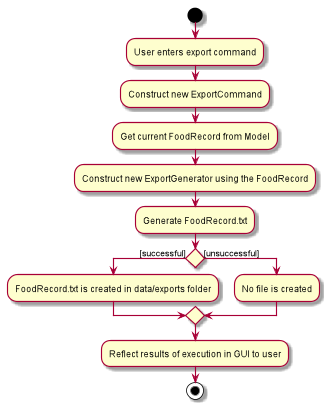 User enters export command
Construct new ExportCommand
Get current FoodRecord from Model
Construct new ExportGenerator using the FoodRecord
Generate FoodRecord.txt
[successful]
[unsuccessful]
FoodRecord.txt is created in data/exports folder
No file is created
Reflect results of execution in GUI to user